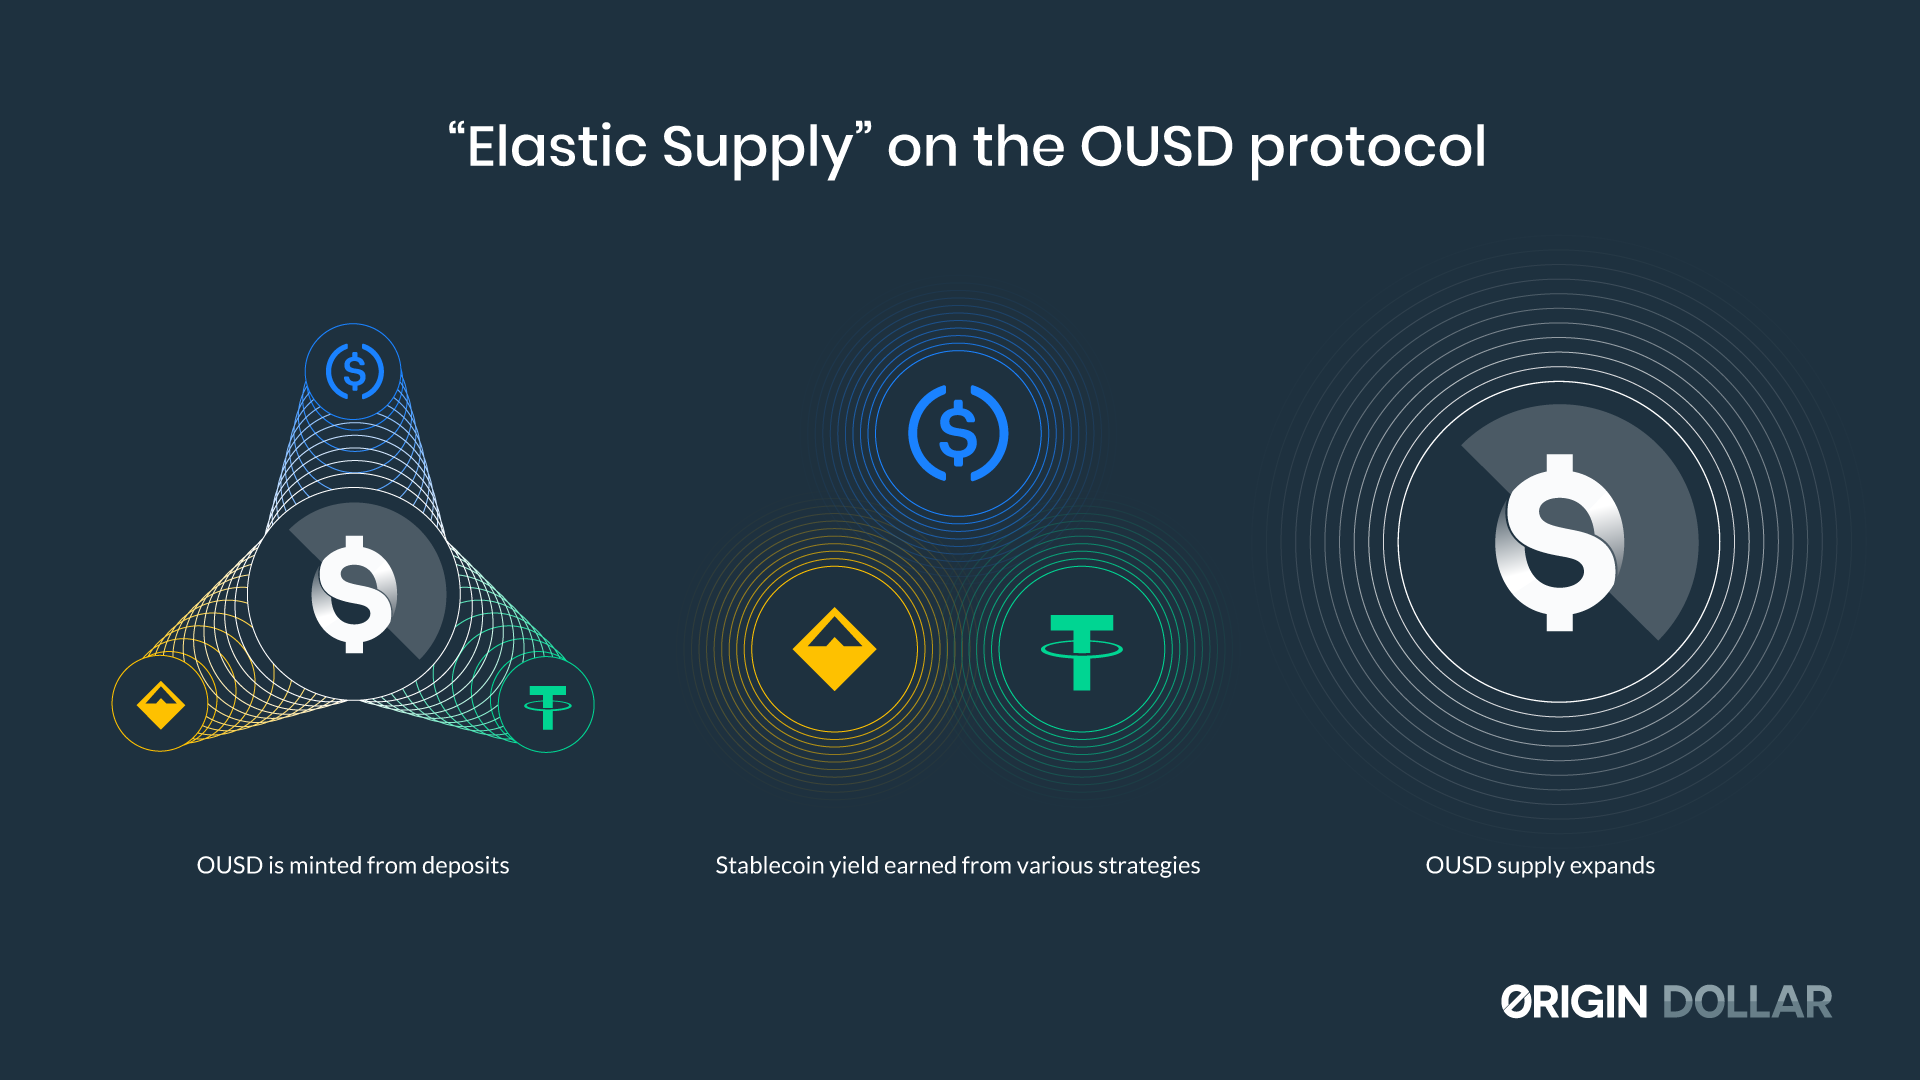 “Elastic Supply” on the OUSD protocol
OUSD is minted from deposits
Stablecoin yield earned from various strategies
OUSD supply expands
ORIGIN DOLLAR